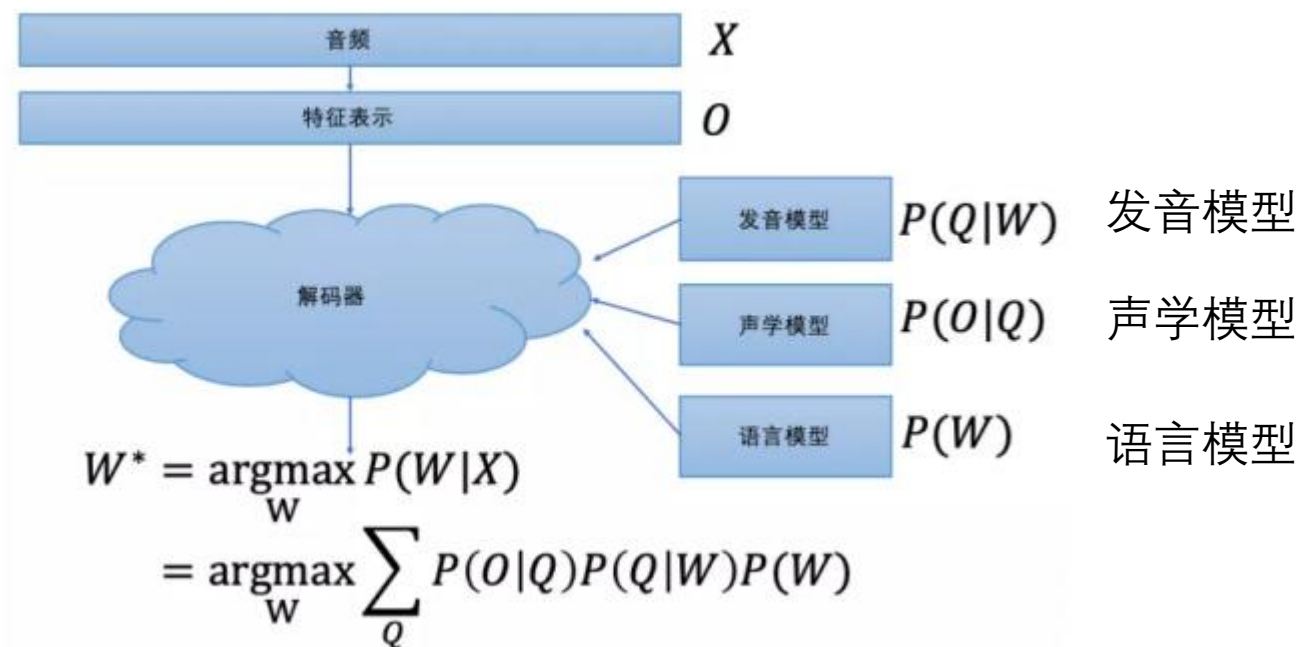 音频 X
特征表示 O
发音模型 P(Q|W) 发音模型
解码器
声学模型 P(O|Q) 声学模型
语言模型 P(W) 语言模型
W* = argmax P(W|X)
W
= argmax ∑ P(O|Q)P(Q|W)P(W)
W Q